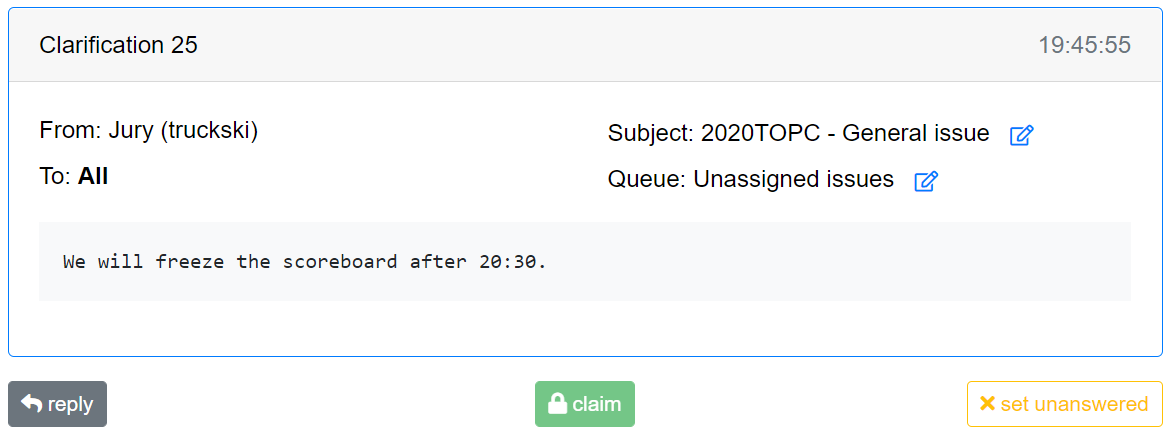 Clarification 25
19:45:55
From: Jury (truckski)
To: All
Subject: 2020TOPC - General issue
Queue: Unassigned issues
We will freeze the scoreboard after 20:30.
reply
claim
set unanswered